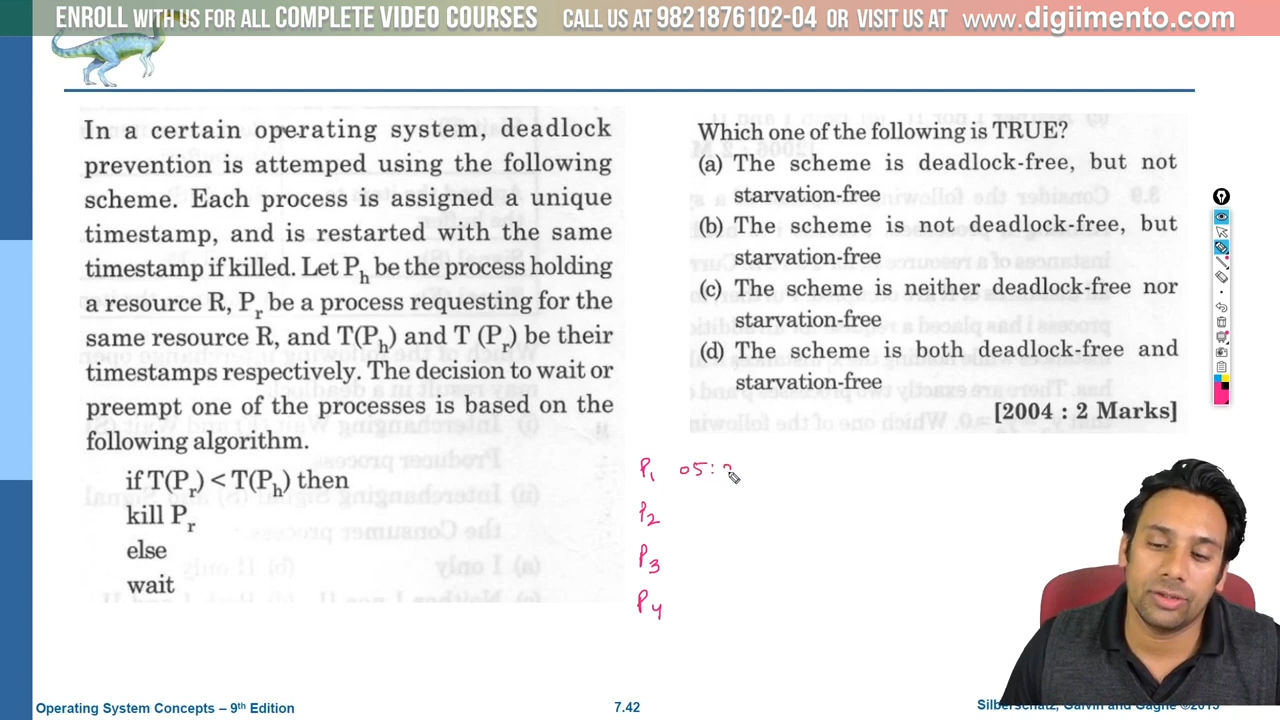 ENROLL WITH US FOR ALL COMPLETE VIDEO COURSES CALL US AT 9821876102-04 OR VISIT US AT www.digiimento.com
In a certain operating system, deadlock
prevention is attemped using the following
scheme. Each process is assigned a unique
timestamp, and is restarted with the same
timestamp if killed. Let Ph be the process holding
a resource R, Pr be a process requesting for the
same resource R, and T(Ph) and T (Pr) be their
timestamps respectively. The decision to wait or
preempt one of the processes is based on the
following algorithm.
if T(Pr) < T(Ph) then
kill Pr
else
wait
Which one of the following is TRUE?
(a) The scheme is deadlock-free, but not
starvation-free
(b) The scheme is not deadlock-free, but
starvation-free
(c) The scheme is neither deadlock-free nor
starvation-free
(d) The scheme is both deadlock-free and
starvation-free
[2004 : 2 Marks]
P1 05:
P2
P3
P4
Operating System Concepts – 9th Edition
7.42
Silberschatz, Galvin and Gagne ©2013